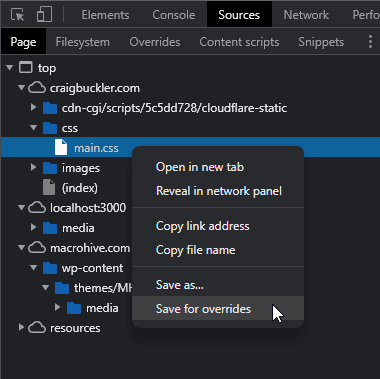 Elements Console Sources Network Perform
Page Filesystem Overrides Content scripts Snippets
top
craigbuckler.com
cdn-cgi/scripts/5c5dd728/cloudflare-static
css
main.css
images
(index)
localhost:3000
media
macrohive.com
wp-content
themes/MH
media
resources
Open in new tab
Reveal in network panel
Copy link address
Copy file name
Save as...
Save for overrides